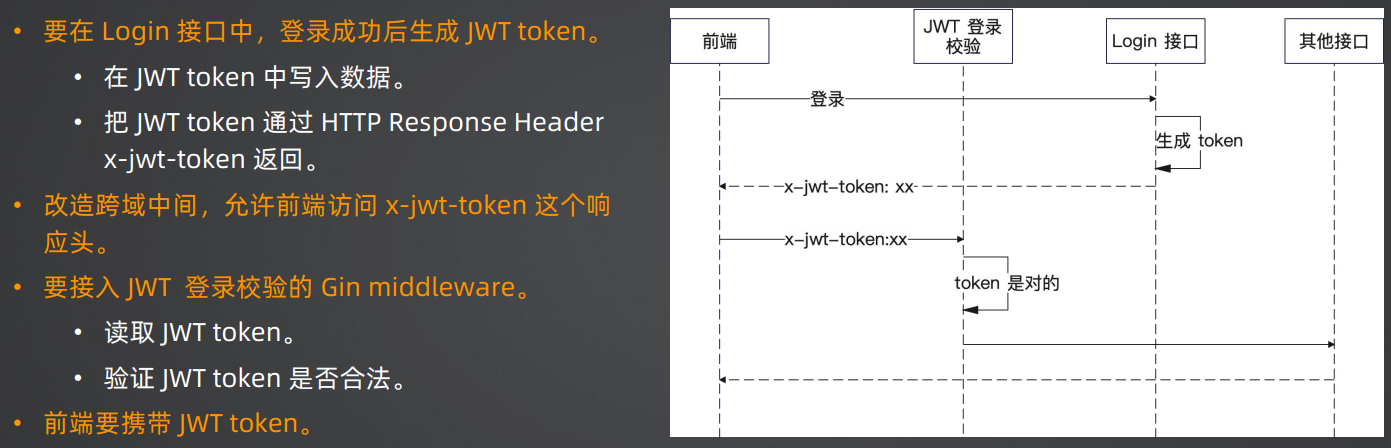 • 要在 Login 接口中，登录成功后生成 JWT token。
• 在 JWT token 中写入数据。
• 把 JWT token 通过 HTTP Response Header
x-jwt-token 返回。
• 改造跨域中间，允许前端访问 x-jwt-token 这个响
应头。
• 要接入 JWT 登录校验的 Gin middleware。
• 读取 JWT token。
• 验证 JWT token 是否合法。
• 前端要携带 JWT token。
前端
JWT 登录
校验
Login 接口
其他接口
登录
生成 token
x-jwt-token: xx
x-jwt-token:xx
token 是对的